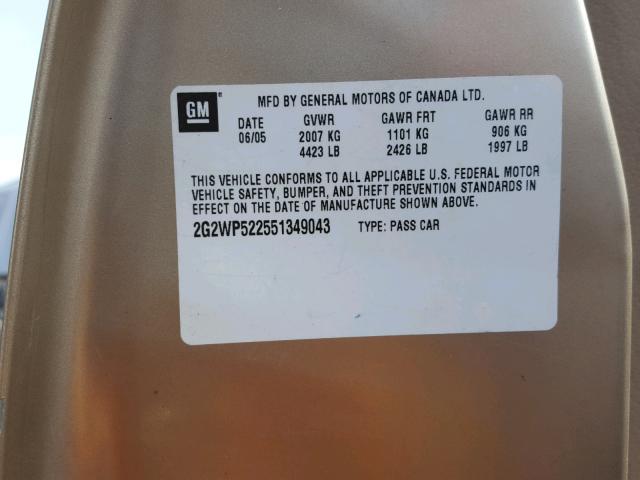 GM ®
MFD BY GENERAL MOTORS OF CANADA LTD.
DATE GVWR GAWR FRT GAWR RR
06/05 2007 KG 1101 KG 906 KG
4423 LB 2426 LB 1997 LB
THIS VEHICLE CONFORMS TO ALL APPLICABLE U.S. FEDERAL MOTOR
VEHICLE SAFETY, BUMPER, AND THEFT PREVENTION STANDARDS IN
EFFECT ON THE DATE OF MANUFACTURE SHOWN ABOVE.
2G2WP522551349043 TYPE: PASS CAR